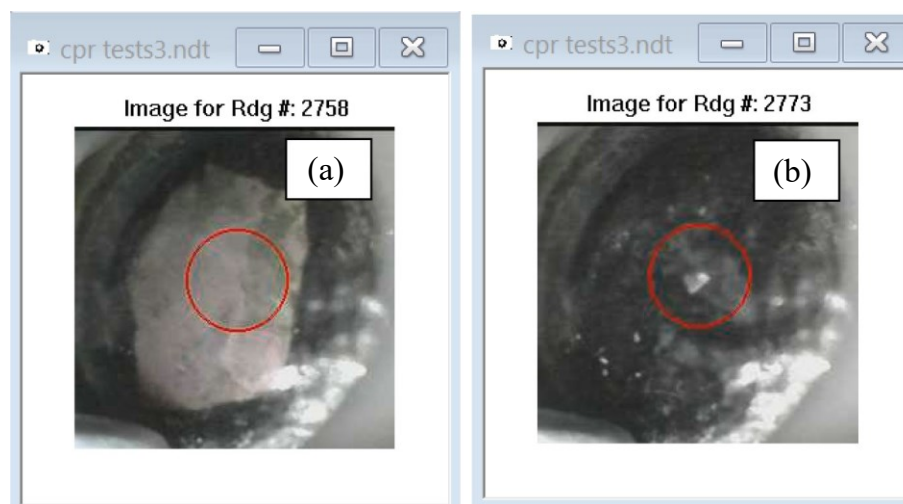 cpr tests3.ndt
Image for Rdg #: 2758
(a)
cpr tests3.ndt
Image for Rdg #: 2773
(b)